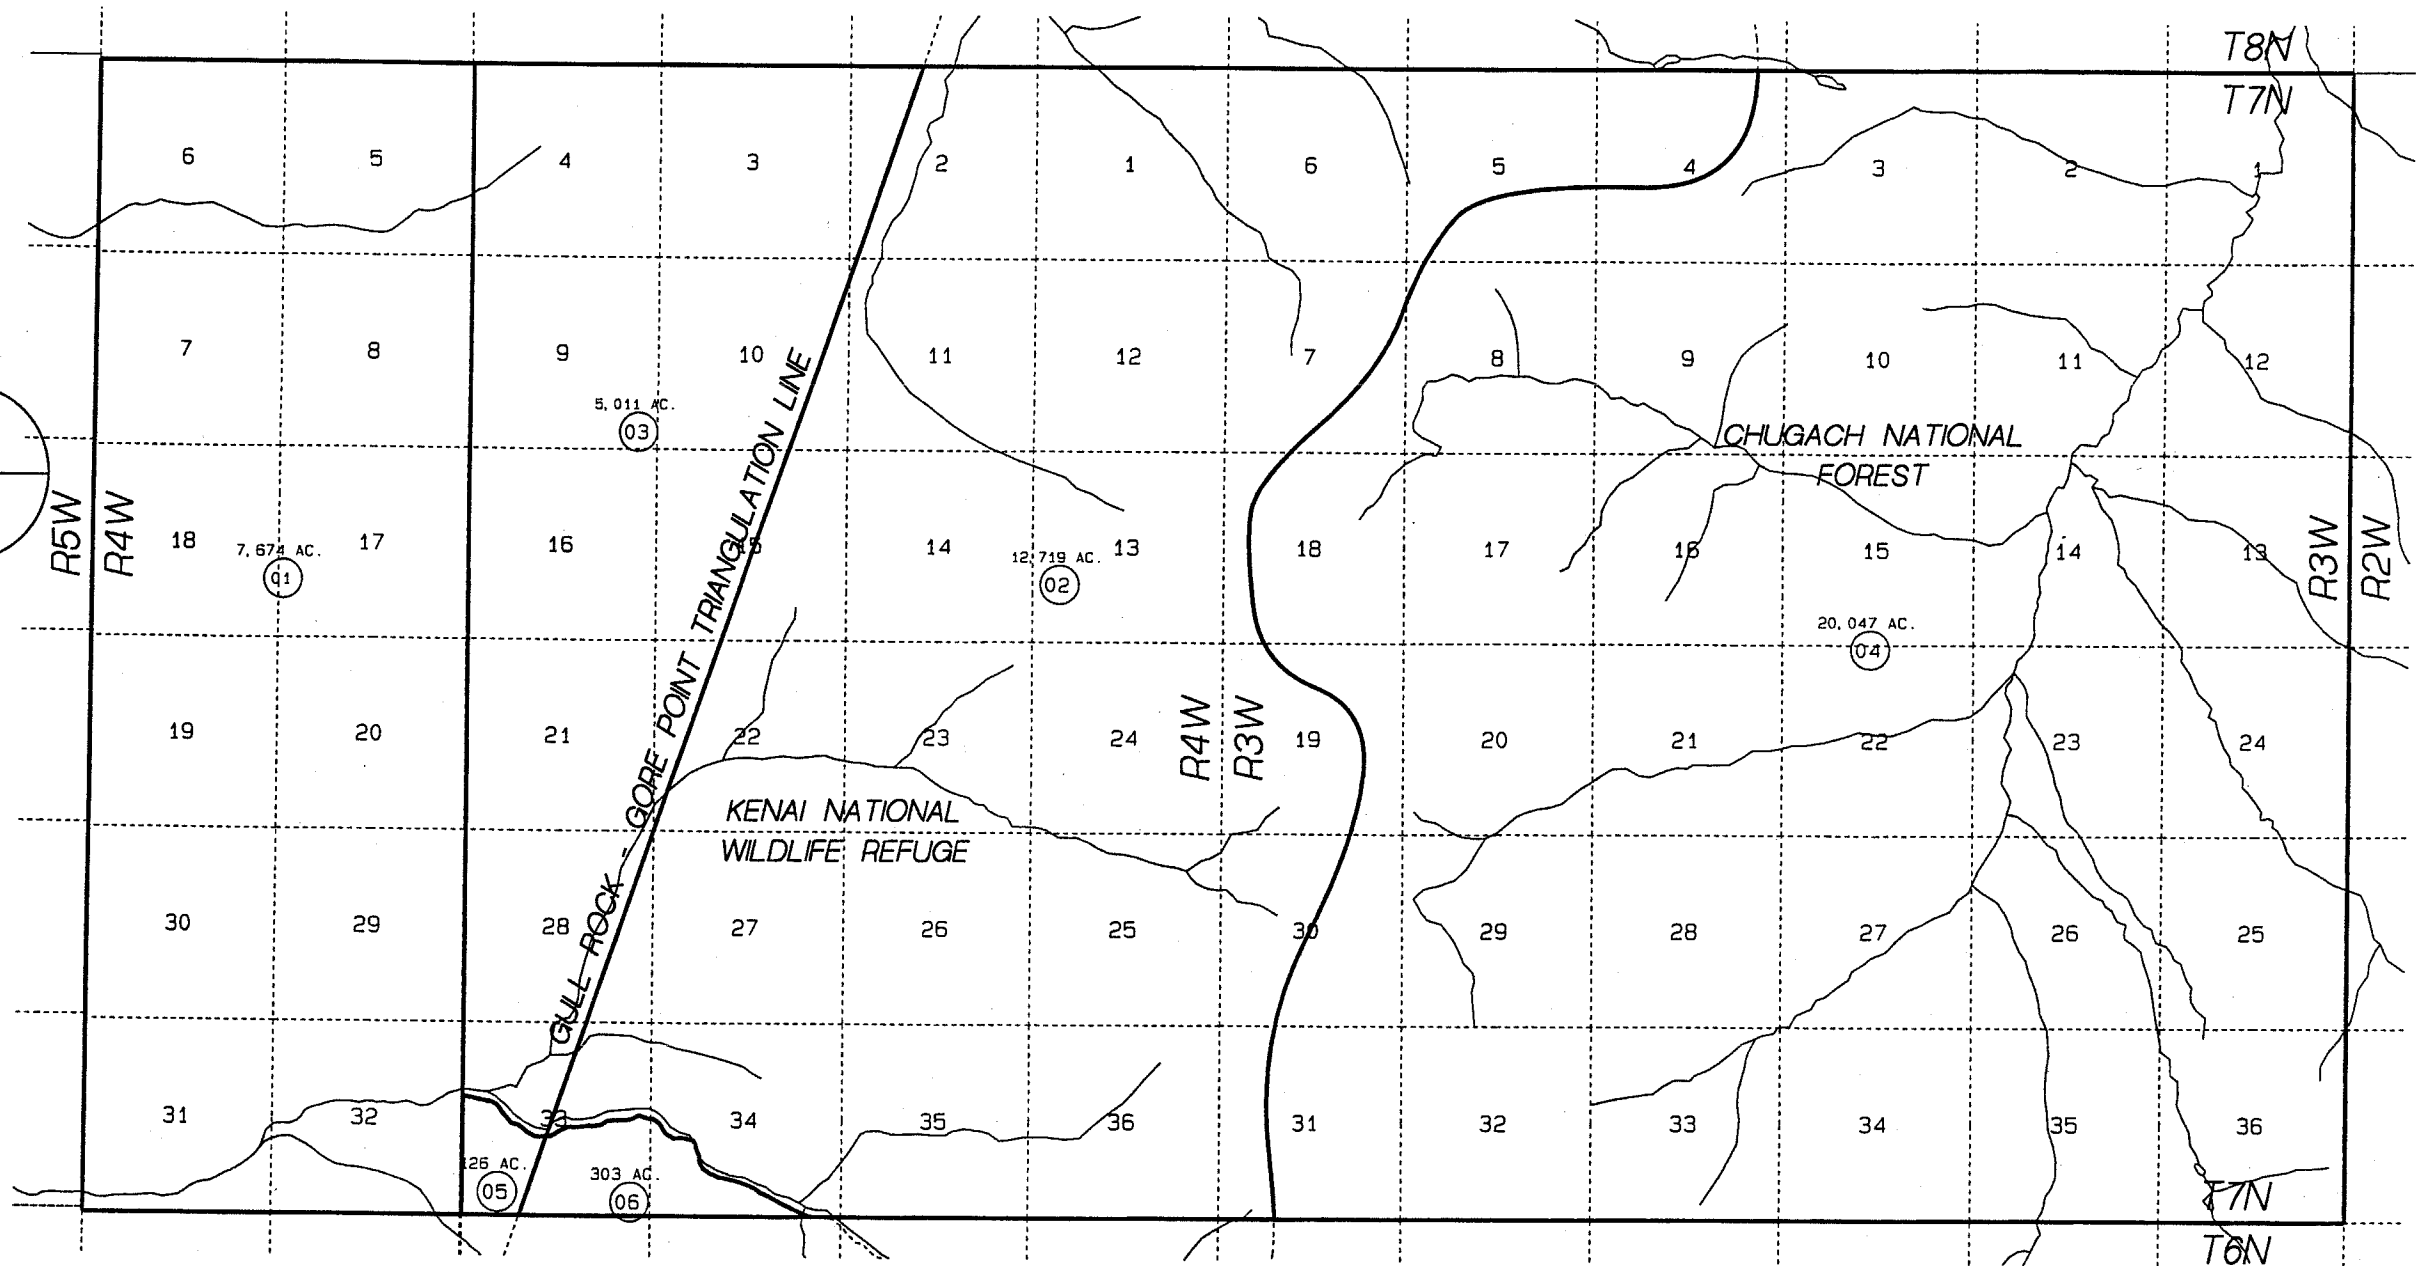 T8N
T7N
6 5 4 3 2 1 6 5 4 3 2 1
7 8 9 10 11 12 7 8 9 10 11 12
5,011 AC.
03
CHUGACH NATIONAL
FOREST
R5W
R4W
18 17 16 15 14 13 18 17 16 15 14 13
7,674 AC.
01
12,719 AC.
02
R3W
R2W
20,047 AC.
04
GULL ROCK - GORE POINT TRIANGULATION LINE
19 20 21 22 23 24 19 20 21 22 23 24
R4W
R3W
KENAI NATIONAL
WILDLIFE REFUGE
30 29 28 27 26 25 30 29 28 27 26 25
31 32 33 34 35 36 31 32 33 34 35 36
126 AC.
05
303 AC.
06
T7N
T6N